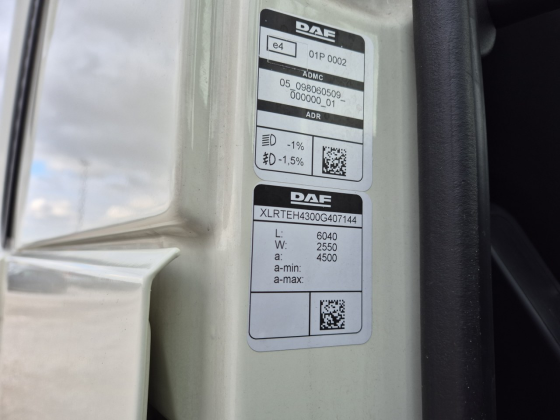 DAF
e4 01P 0002
ADMC
05_098060509_
000000_01
ADR
-1%
-1,5%
DAF
XLRTEH4300G407144
L: 6040
W: 2550
a: 4500
a-min:
a-max: